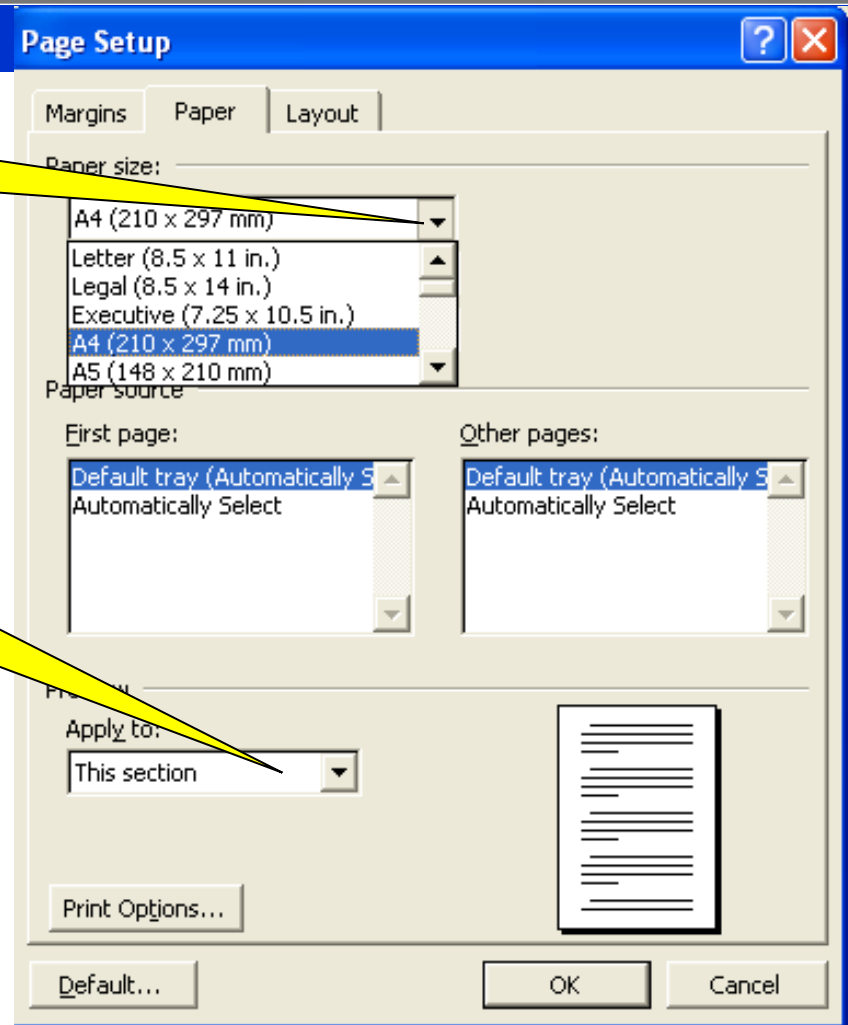 Page Setup
Margins Paper Layout
Paper size:
A4 (210 x 297 mm)
Letter (8.5 x 11 in.)
Legal (8.5 x 14 in.)
Executive (7.25 x 10.5 in.)
A4 (210 x 297 mm)
A5 (148 x 210 mm)
Paper source
First page: Other pages:
Default tray (Automatically S Default tray (Automatically S
Automatically Select Automatically Select
Apply to:
This section
Print Options...
Default... OK Cancel